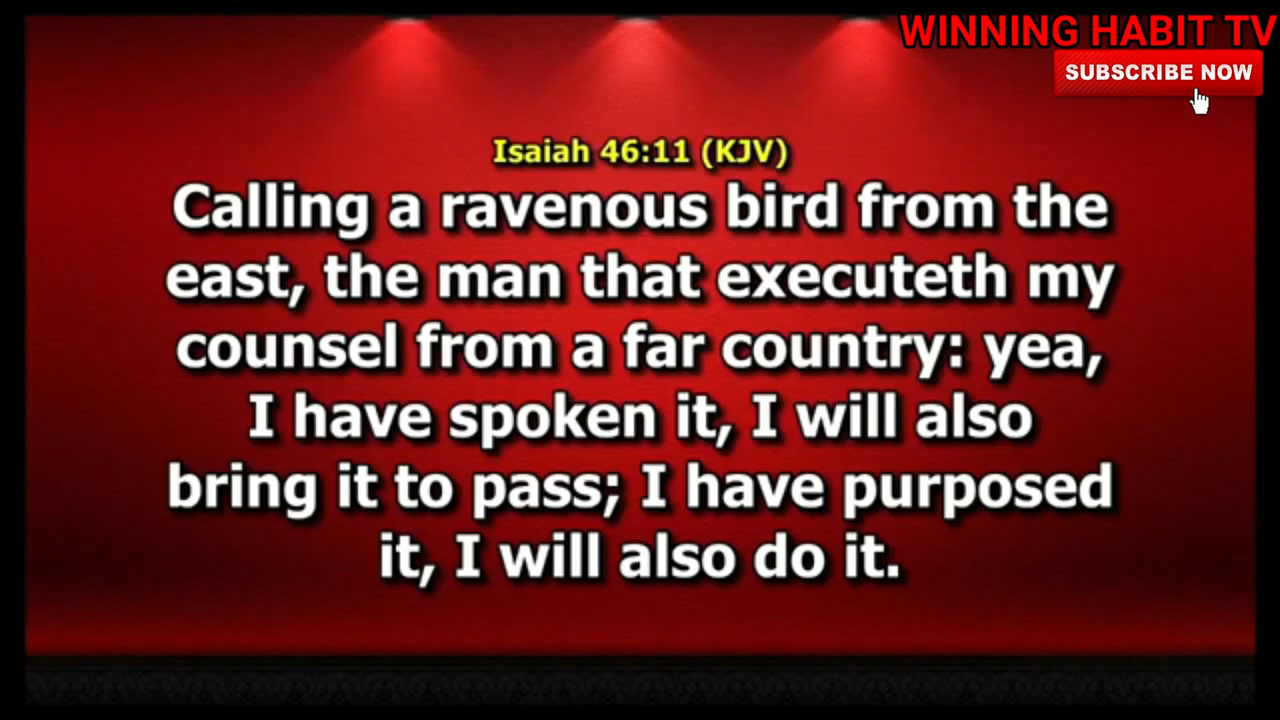 WINNING HABIT TV
SUBSCRIBE NOW
Isaiah 46:11 (KJV)
Calling a ravenous bird from the
east, the man that executeth my
counsel from a far country: yea,
I have spoken it, I will also
bring it to pass; I have purposed
it, I will also do it.